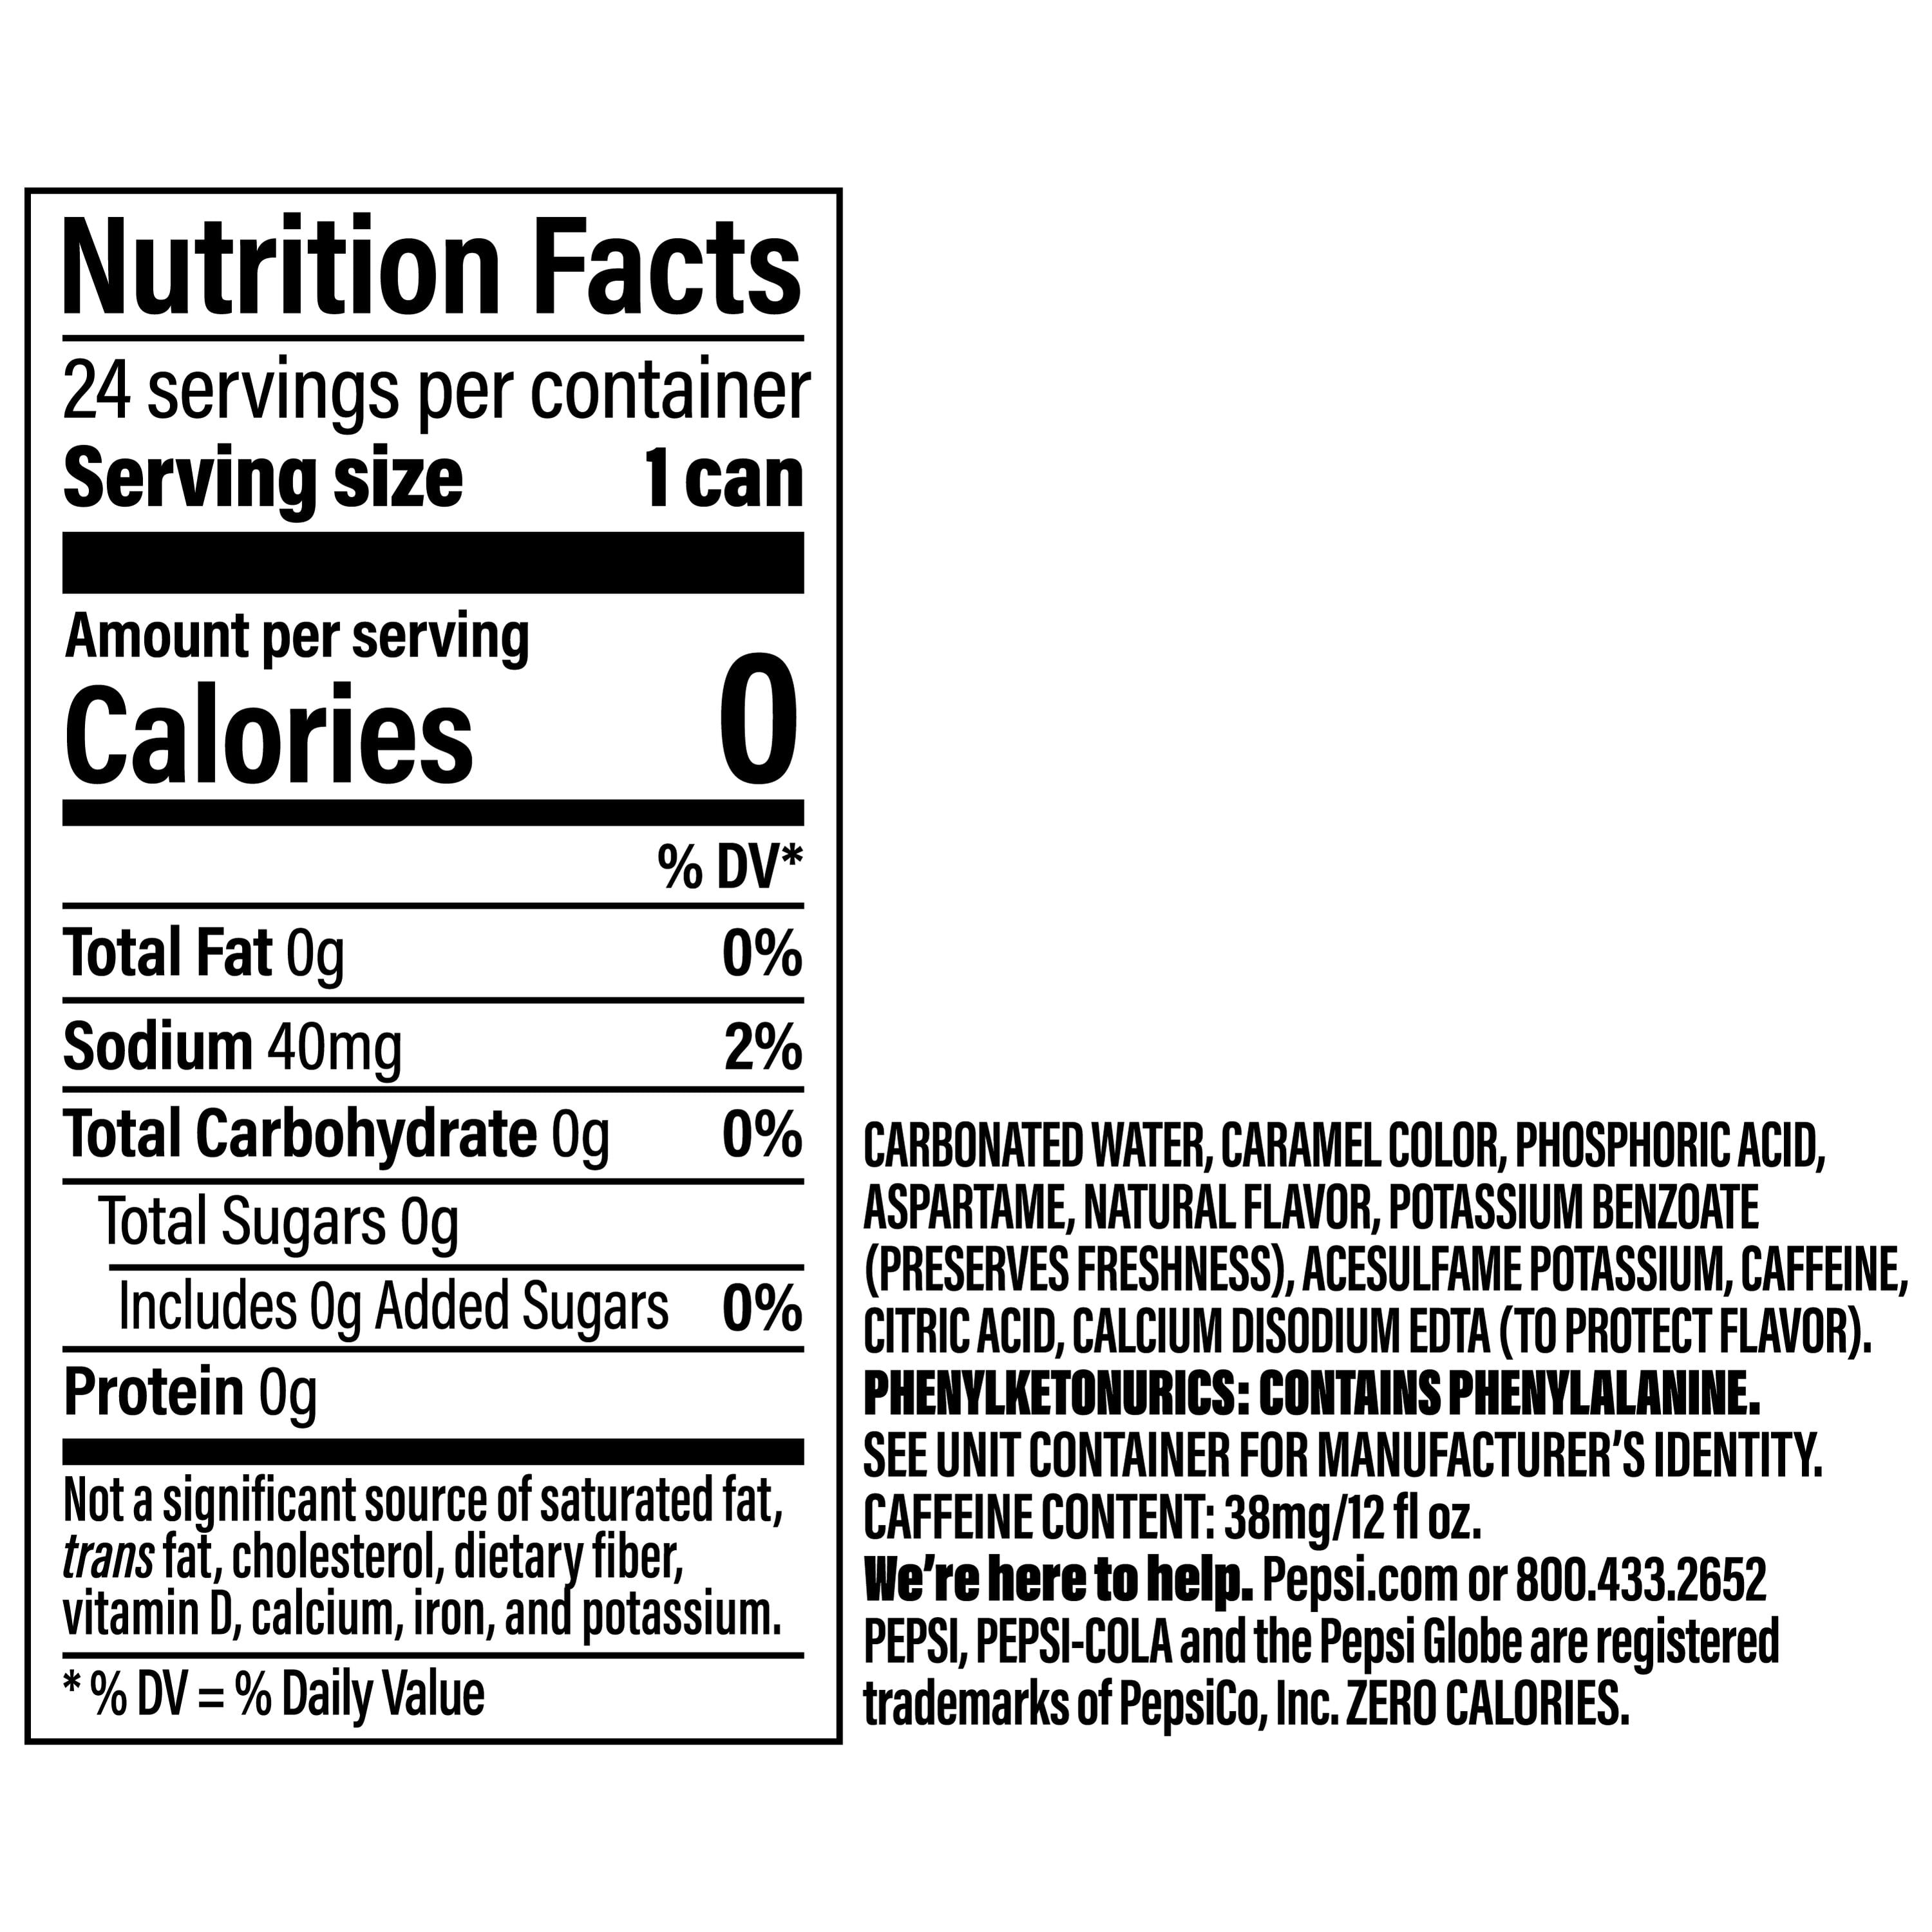 Nutrition Facts
24 servings per container
Serving size 1 can
Amount per serving
Calories 0
% DV*
Total Fat 0g 0%
Sodium 40mg 2%
Total Carbohydrate 0g 0%
Total Sugars 0g
Includes 0g Added Sugars 0%
Protein 0g
Not a significant source of saturated fat,
trans fat, cholesterol, dietary fiber,
vitamin D, calcium, iron, and potassium.
* % DV = % Daily Value
CARBONATED WATER, CARAMEL COLOR, PHOSPHORIC ACID,
ASPARTAME, NATURAL FLAVOR, POTASSIUM BENZOATE
(PRESERVES FRESHNESS), ACESULFAME POTASSIUM, CAFFEINE,
CITRIC ACID, CALCIUM DISODIUM EDTA (TO PROTECT FLAVOR).
PHENYLKETONURICS: CONTAINS PHENYLALANINE.
SEE UNIT CONTAINER FOR MANUFACTURER'S IDENTITY.
CAFFEINE CONTENT: 38mg/12 fl oz.
We're here to help. Pepsi.com or 800.433.2652
PEPSI, PEPSI-COLA and the Pepsi Globe are registered
trademarks of PepsiCo, Inc. ZERO CALORIES.